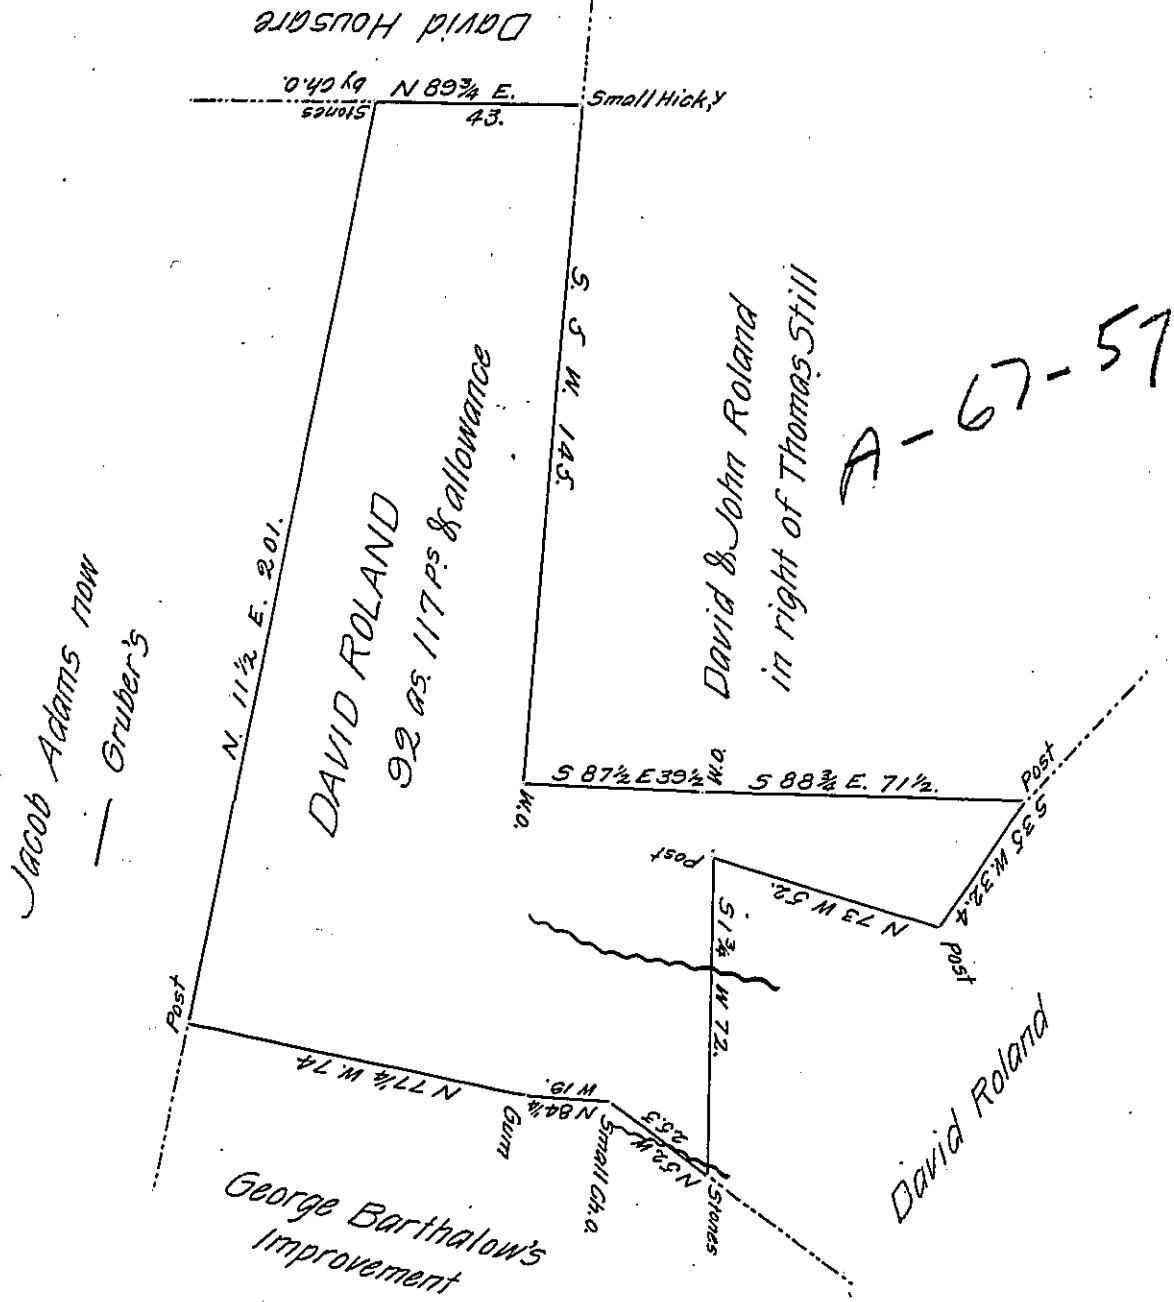 David Housare
Stones
by Ch.O.
N 89¾ E.
43.
Small Hick,y
S. 5 W. 145.
David & John Roland
in right of Thomas Still
A-67-57
DAVID ROLAND
92 as. 117 Ps. & allowance
N. 11½ E. 201.
Jacob Adams now
— Gruber's
W.O.
S 87½ E 39½
W.O.
S 88¾ E. 71½.
Post
S 35 W. 32.4
Post
N 73 W 52.
Post
S 1¾ W 72.
Stones
N 52 W
25.3
Small Ch.O.
N 84¼
W 19.
Gum
N 77¼ W. 74
Post
David Roland
George Barthalow's
Improvement